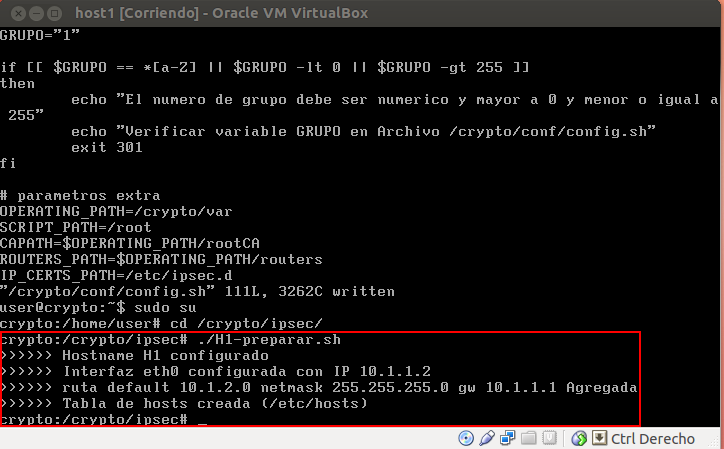 host1 [Corriendo] - Oracle VM VirtualBox
GRUPO="1"
if [[ $GRUPO == *[a-Z] || $GRUPO -lt 0 || $GRUPO -gt 255 ]]
then
echo "El numero de grupo debe ser numerico y mayor a 0 y menor o igual a
255"
echo "Verificar variable GRUPO en Archivo /crypto/conf/config.sh"
exit 301
fi
# parametros extra
OPERATING_PATH=/crypto/var
SCRIPT_PATH=/root
CAPATH=$OPERATING_PATH/rootCA
ROUTERS_PATH=$OPERATING_PATH/routers
IP_CERTS_PATH=/etc/ipsec.d
"/crypto/conf/config.sh" 111L, 3262C written
user@crypto:~$ sudo su
crypto:/home/user# cd /crypto/ipsec/
crypto:/crypto/ipsec# ./H1-preparar.sh
>>>>>> Hostname H1 configurado
>>>>>> Interfaz eth0 configurada con IP 10.1.1.2
>>>>>> ruta default 10.1.2.0 netmask 255.255.255.0 gw 10.1.1.1 Agregada
>>>>>> Tabla de hosts creada (/etc/hosts)
crypto:/crypto/ipsec# _
Ctrl Derecho